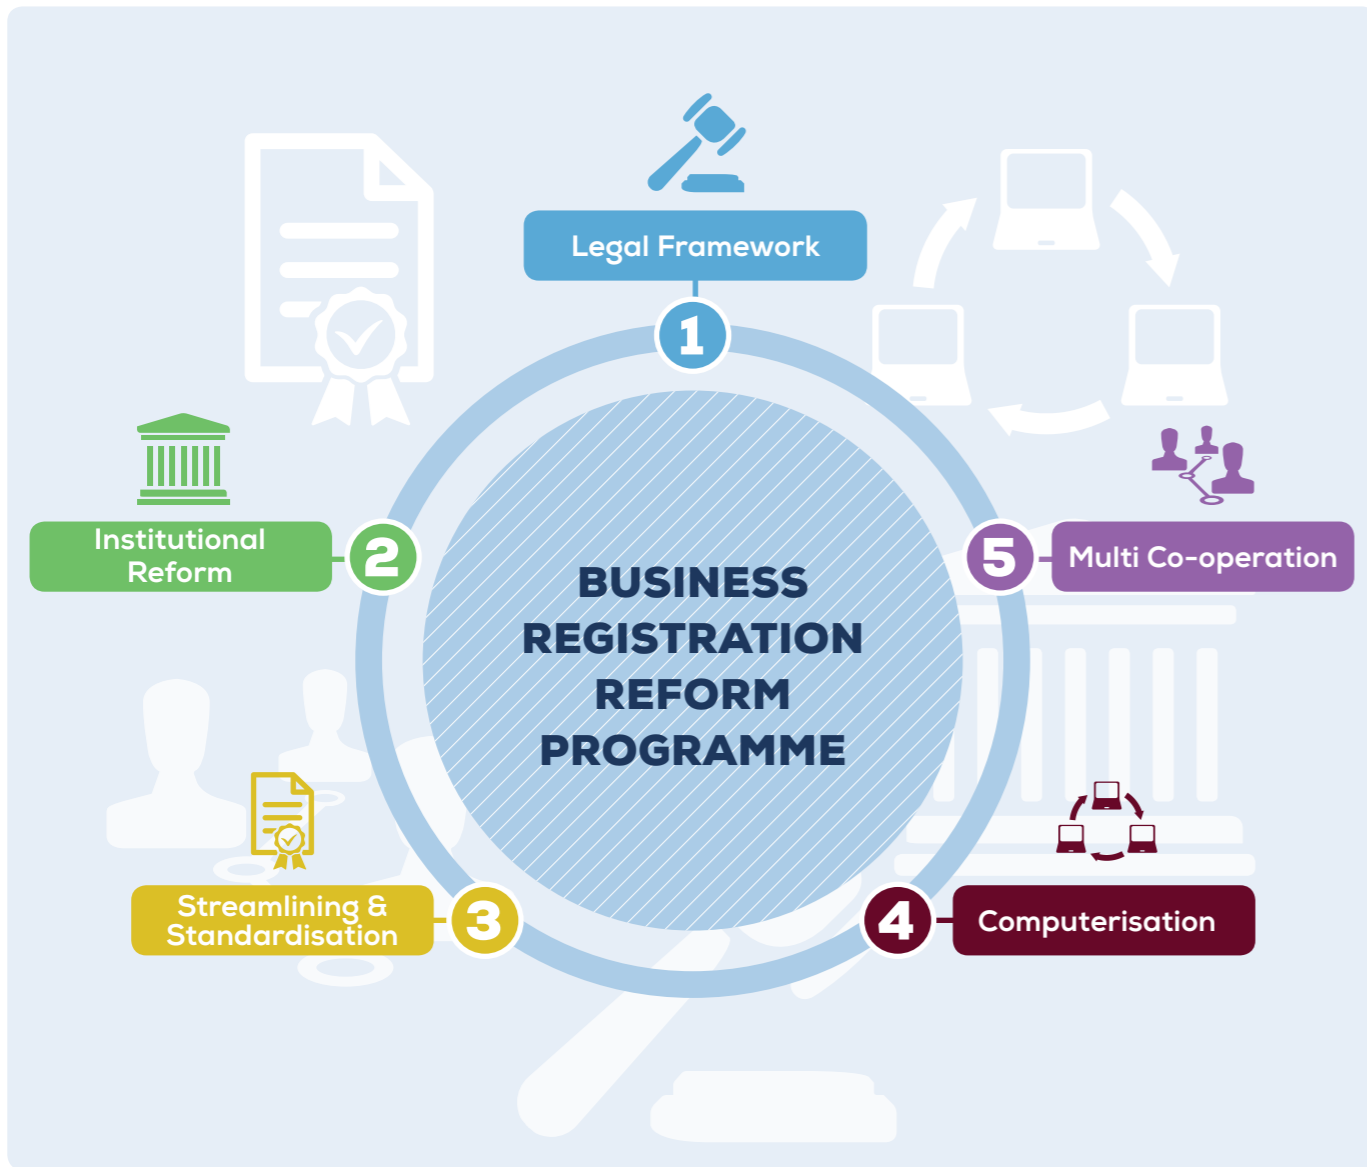 Legal Framework
1
Institutional
Reform
2
5
Multi Co-operation
BUSINESS
REGISTRATION
REFORM
PROGRAMME
Streamlining &
Standardisation
3
4
Computerisation